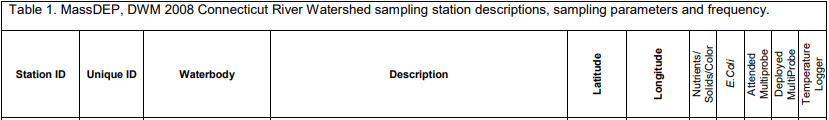 Table 1. MassDEP, DWM 2008 Connecticut River Watershed sampling station descriptions, sampling parameters and frequency.
Station ID
Unique ID
Waterbody
Description
Latitude
Longitude
Nutrients/
Solids/Color
E.Coli
Attended
Multiprobe
Deployed
MultiProbe
Temperature
Logger